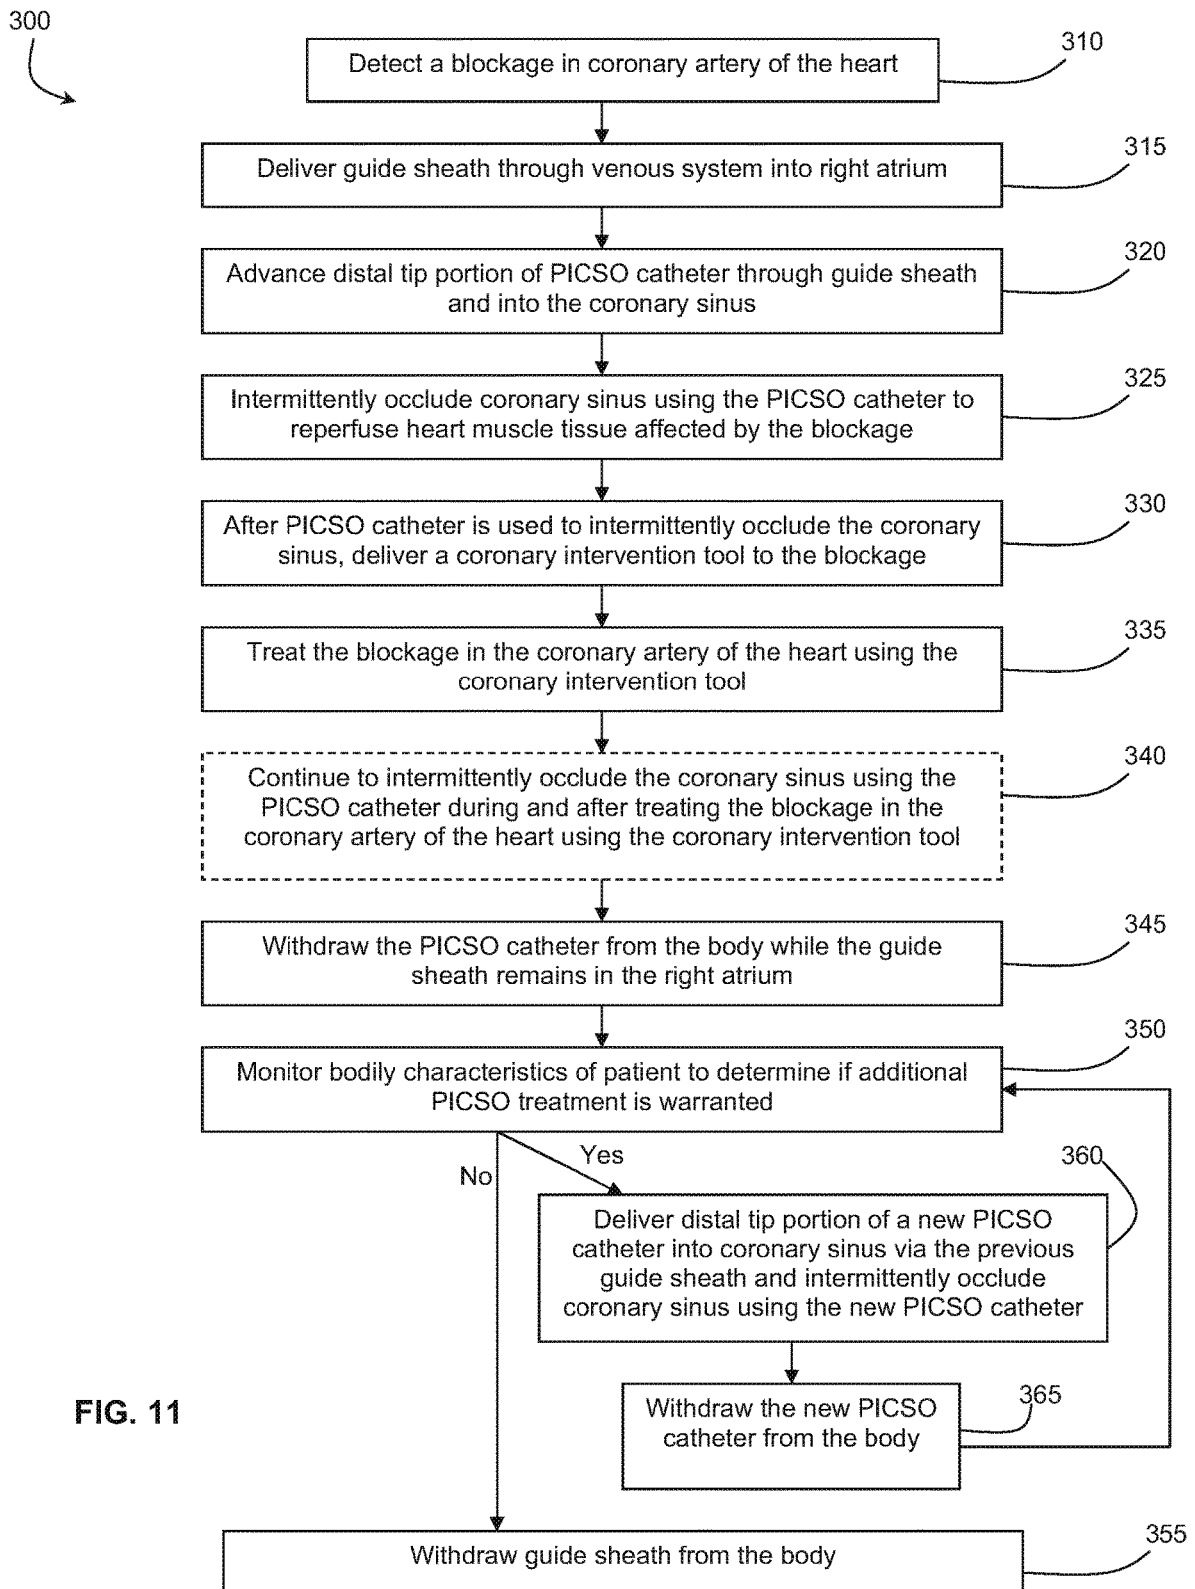 300
310
Detect a blockage in coronary artery of the heart
315
Deliver guide sheath through venous system into right atrium
320
Advance distal tip portion of PICSO catheter through guide sheath
and into the coronary sinus
325
Intermittently occlude coronary sinus using the PICSO catheter to
reperfuse heart muscle tissue affected by the blockage
330
After PICSO catheter is used to intermittently occlude the coronary
sinus, deliver a coronary intervention tool to the blockage
335
Treat the blockage in the coronary artery of the heart using the
coronary intervention tool
340
Continue to intermittently occlude the coronary sinus using the
PICSO catheter during and after treating the blockage in the
coronary artery of the heart using the coronary intervention tool
345
Withdraw the PICSO catheter from the body while the guide
sheath remains in the right atrium
350
Monitor bodily characteristics of patient to determine if additional
PICSO treatment is warranted
Yes
No
360
Deliver distal tip portion of a new PICSO
catheter into coronary sinus via the previous
guide sheath and intermittently occlude
coronary sinus using the new PICSO catheter
365
Withdraw the new PICSO
catheter from the body
FIG. 11
355
Withdraw guide sheath from the body